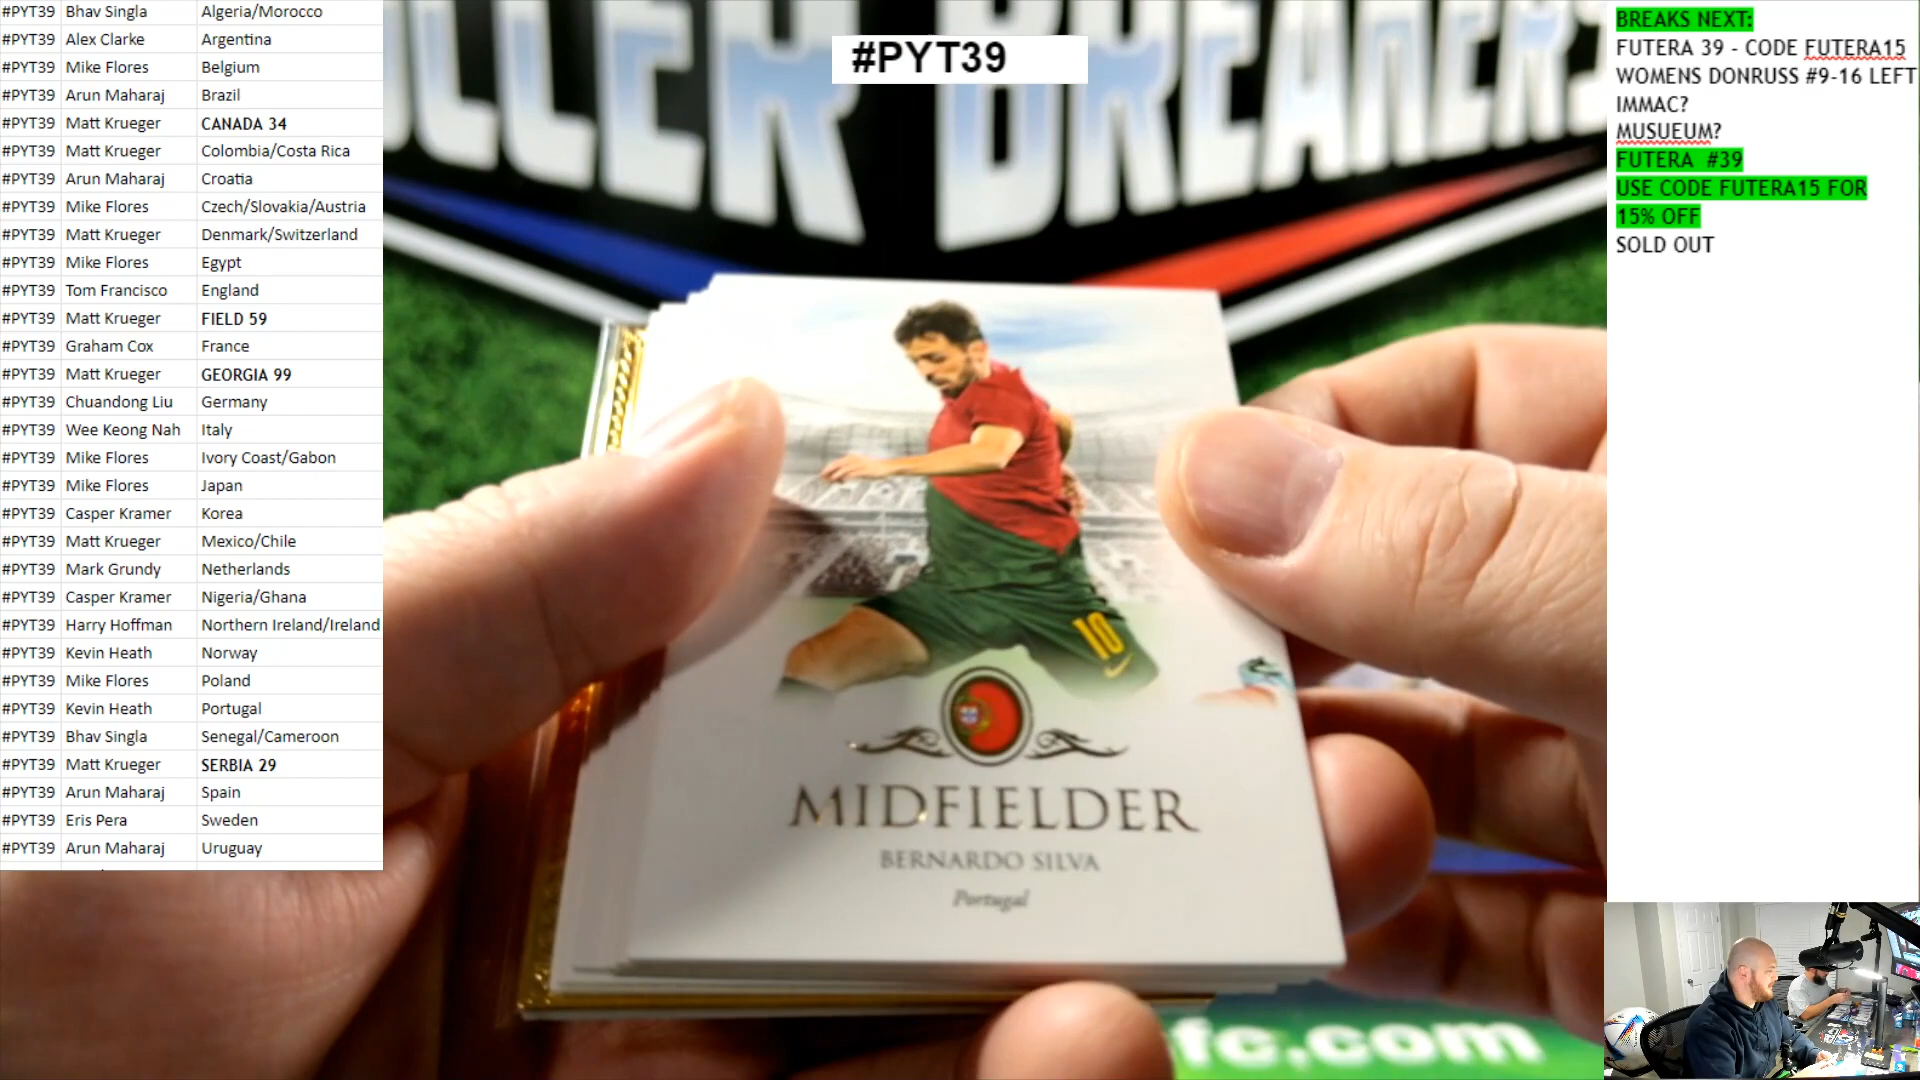 #PYT39 Bhav Singla Algeria/Morocco
#PYT39 Alex Clarke Argentina
#PYT39 Mike Flores Belgium
#PYT39 Arun Maharaj Brazil
#PYT39 Matt Krueger CANADA 34
#PYT39 Matt Krueger Colombia/Costa Rica
#PYT39 Arun Maharaj Croatia
#PYT39 Mike Flores Czech/Slovakia/Austria
#PYT39 Matt Krueger Denmark/Switzerland
#PYT39 Mike Flores Egypt
#PYT39 Tom Francisco England
#PYT39 Matt Krueger FIELD 59
#PYT39 Graham Cox France
#PYT39 Matt Krueger GEORGIA 99
#PYT39 Chuandong Liu Germany
#PYT39 Wee Keong Nah Italy
#PYT39 Mike Flores Ivory Coast/Gabon
#PYT39 Mike Flores Japan
#PYT39 Casper Kramer Korea
#PYT39 Matt Krueger Mexico/Chile
#PYT39 Mark Grundy Netherlands
#PYT39 Casper Kramer Nigeria/Ghana
#PYT39 Harry Hoffman Northern Ireland/Ireland
#PYT39 Kevin Heath Norway
#PYT39 Mike Flores Poland
#PYT39 Kevin Heath Portugal
#PYT39 Bhav Singla Senegal/Cameroon
#PYT39 Matt Krueger SERBIA 29
#PYT39 Arun Maharaj Spain
#PYT39 Eris Pera Sweden
#PYT39 Arun Maharaj Uruguay
#PYT39
10
MIDFIELDER
BERNARDO SILVA
Portugal
fc.com
BREAKS NEXT:
FUTERA 39 - CODE FUTERA15
WOMENS DONRUSS #9-16 LEFT
IMMAC?
MUSUEUM?
FUTERA #39
USE CODE FUTERA15 FOR
15% OFF
SOLD OUT